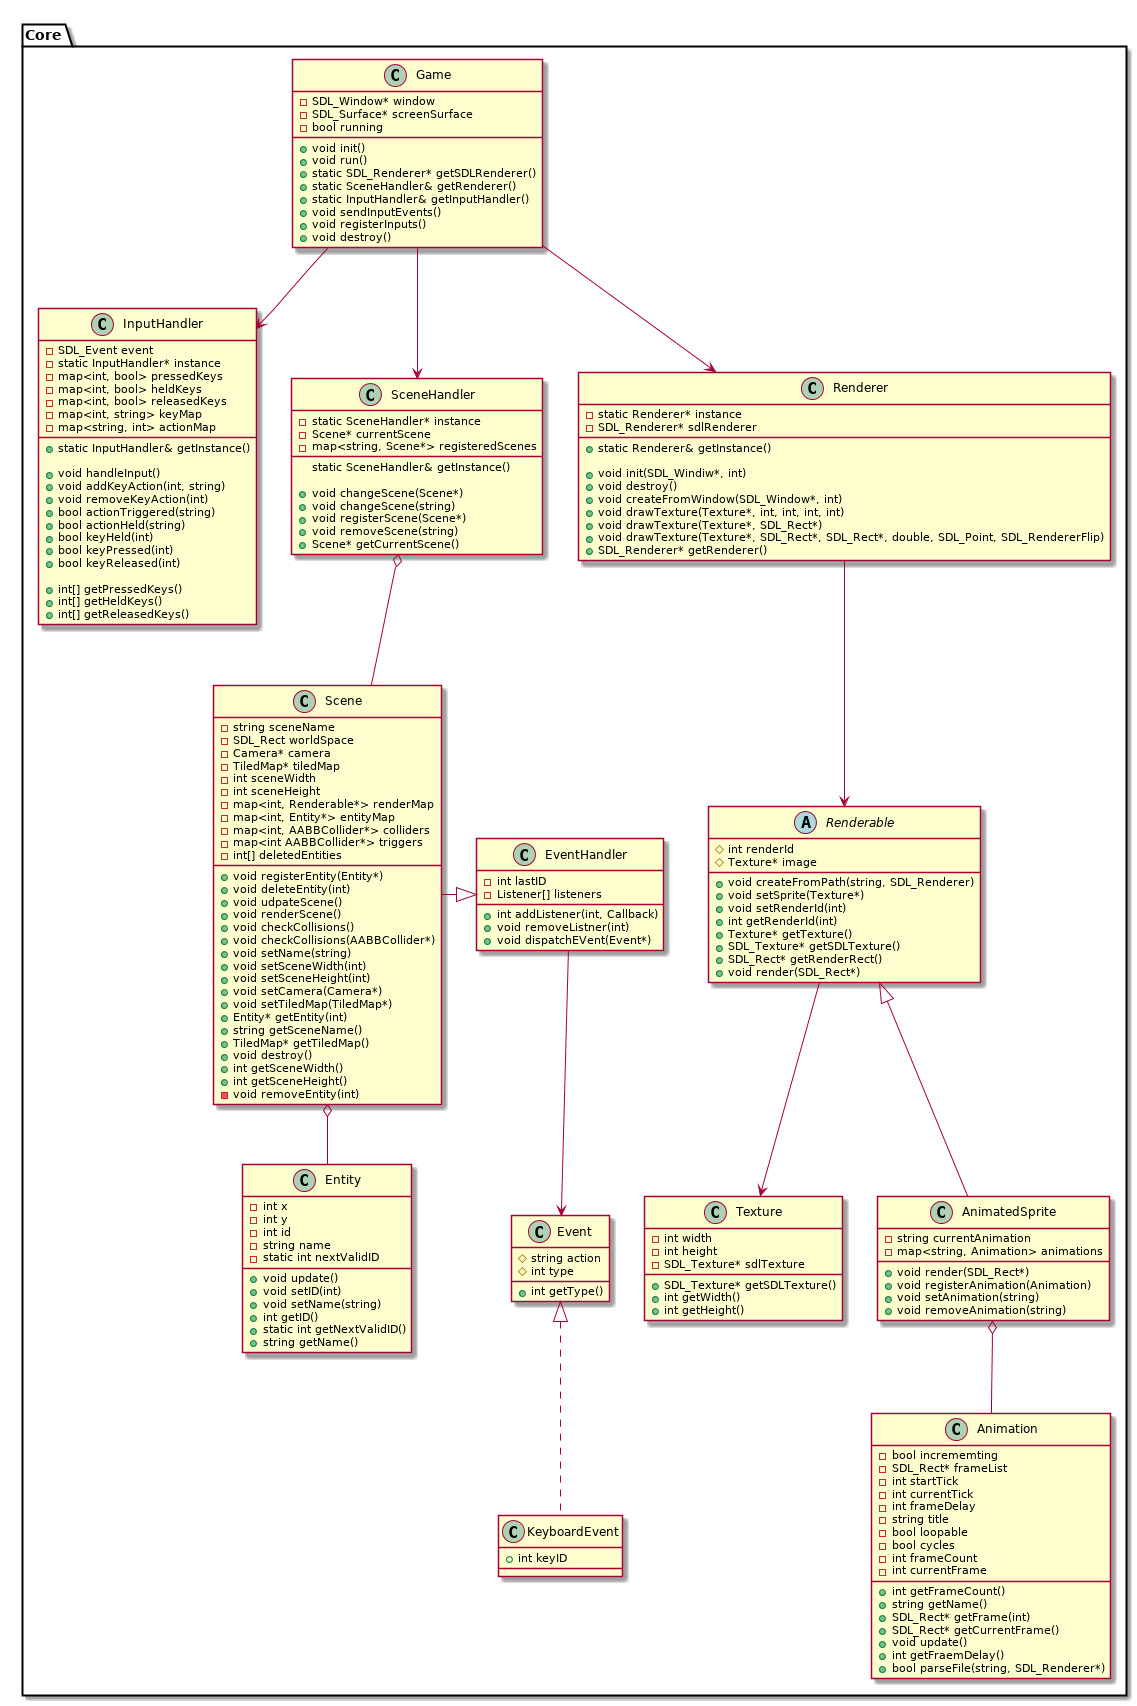 Core
C Game
SDL_Window* window
SDL_Surface* screenSurface
bool running
void init()
void run()
static SDL_Renderer* getSDLRenderer()
static SceneHandler& getRenderer()
static InputHandler& getInputHandler()
void sendInputEvents()
void registerInputs()
void destroy()
C InputHandler
SDL_Event event
static InputHandler* instance
map<int, bool> pressedKeys
map<int, bool> heldKeys
map<int, bool> releasedKeys
map<int, string> keyMap
map<string, int> actionMap
static InputHandler& getInstance()
void handleInput()
void addKeyAction(int, string)
void removeKeyAction(int)
bool actionTriggered(string)
bool actionHeld(string)
bool keyHeld(int)
bool keyPressed(int)
bool keyReleased(int)
int[] getPressedKeys()
int[] getHeldKeys()
int[] getReleasedKeys()
C SceneHandler
static SceneHandler* instance
Scene* currentScene
map<string, Scene*> registeredScenes
static SceneHandler& getInstance()
void changeScene(Scene*)
void changeScene(string)
void registerScene(Scene*)
void removeScene(string)
Scene* getCurrentScene()
C Renderer
static Renderer* instance
SDL_Renderer* sdlRenderer
static Renderer& getInstance()
void init(SDL_Windiw*, int)
void destroy()
void createFromWindow(SDL_Window*, int)
void drawTexture(Texture*, int, int, int, int)
void drawTexture(Texture*, SDL_Rect*)
void drawTexture(Texture*, SDL_Rect*, SDL_Rect*, double, SDL_Point, SDL_RendererFlip)
SDL_Renderer* getRenderer()
C Scene
string sceneName
SDL_Rect worldSpace
Camera* camera
TiledMap* tiledMap
int sceneWidth
int sceneHeight
map<int, Renderable*> renderMap
map<int, Entity*> entityMap
map<int, AABBCollider*> colliders
map<int AABBCollider*> triggers
int[] deletedEntities
void registerEntity(Entity*)
void deleteEntity(int)
void udpateScene()
void renderScene()
void checkCollisions()
void checkCollisions(AABBCollider*)
void setName(string)
void setSceneWidth(int)
void setSceneHeight(int)
void setCamera(Camera*)
void setTiledMap(TiledMap*)
Entity* getEntity(int)
string getSceneName()
TiledMap* getTiledMap()
void destroy()
int getSceneWidth()
int getSceneHeight()
void removeEntity(int)
C EventHandler
int lastID
Listener[] listeners
int addListener(int, Callback)
void removeListner(int)
void dispatchEVent(Event*)
A Renderable
int renderId
Texture* image
void createFromPath(string, SDL_Renderer)
void setSprite(Texture*)
void setRenderId(int)
int getRenderId(int)
Texture* getTexture()
SDL_Texture* getSDLTexture()
SDL_Rect* getRenderRect()
void render(SDL_Rect*)
C Entity
int x
int y
int id
string name
static int nextValidID
void update()
void setID(int)
void setName(string)
int getID()
static int getNextValidID()
string getName()
C Event
string action
int type
int getType()
C Texture
int width
int height
SDL_Texture* sdlTexture
SDL_Texture* getSDLTexture()
int getWidth()
int getHeight()
C AnimatedSprite
string currentAnimation
map<string, Animation> animations
void render(SDL_Rect*)
void registerAnimation(Animation)
void setAnimation(string)
void removeAnimation(string)
C KeyboardEvent
int keyID
C Animation
bool incrememting
SDL_Rect* frameList
int startTick
int currentTick
int frameDelay
string title
bool loopable
bool cycles
int frameCount
int currentFrame
int getFrameCount()
string getName()
SDL_Rect* getFrame(int)
SDL_Rect* getCurrentFrame()
void update()
int getFraemDelay()
bool parseFile(string, SDL_Renderer*)